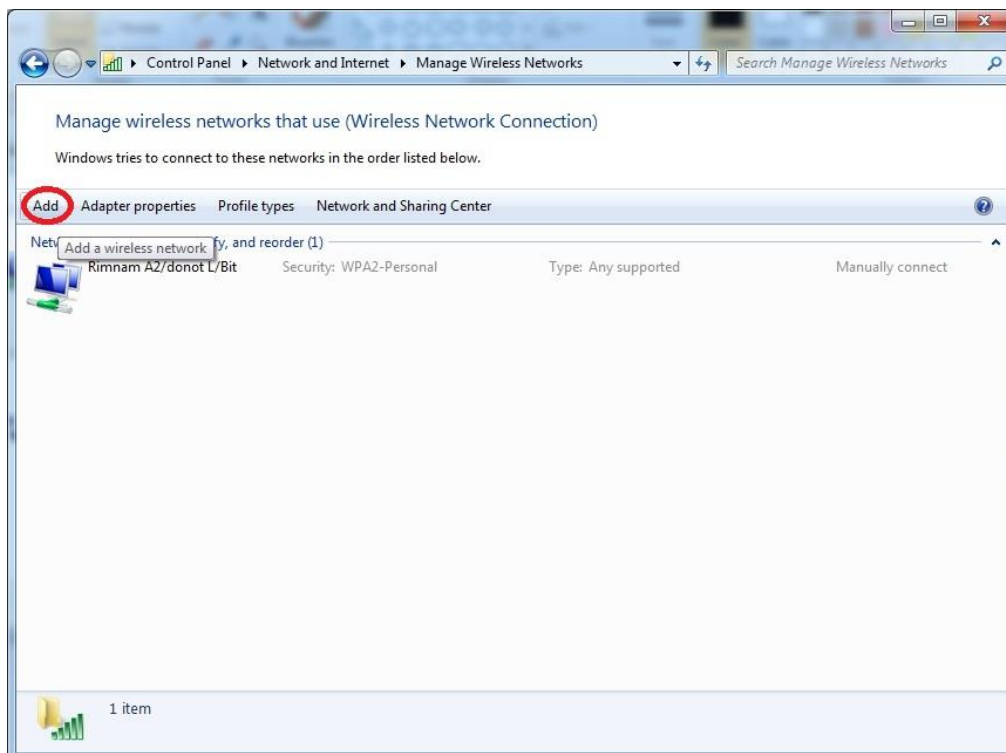 Control Panel Network and Internet Manage Wireless Networks Search Manage Wireless Networks
Manage wireless networks that use (Wireless Network Connection)
Windows tries to connect to these networks in the order listed below.
Add Adapter properties Profile types Network and Sharing Center
Add a wireless network and reorder (1)
Rimnam A2/donot L/Bit Security: WPA2-Personal Type: Any supported Manually connect
1 item